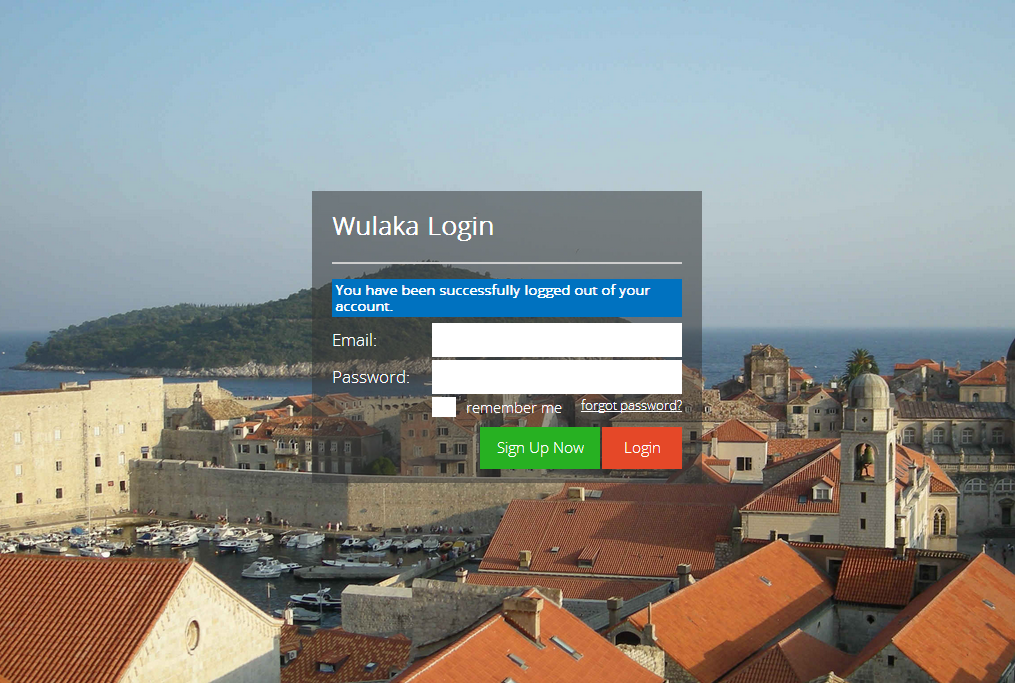 Wulaka Login
You have been successfully logged out of your
account.
Email:
Password:
remember me forgot password?
Sign Up Now Login